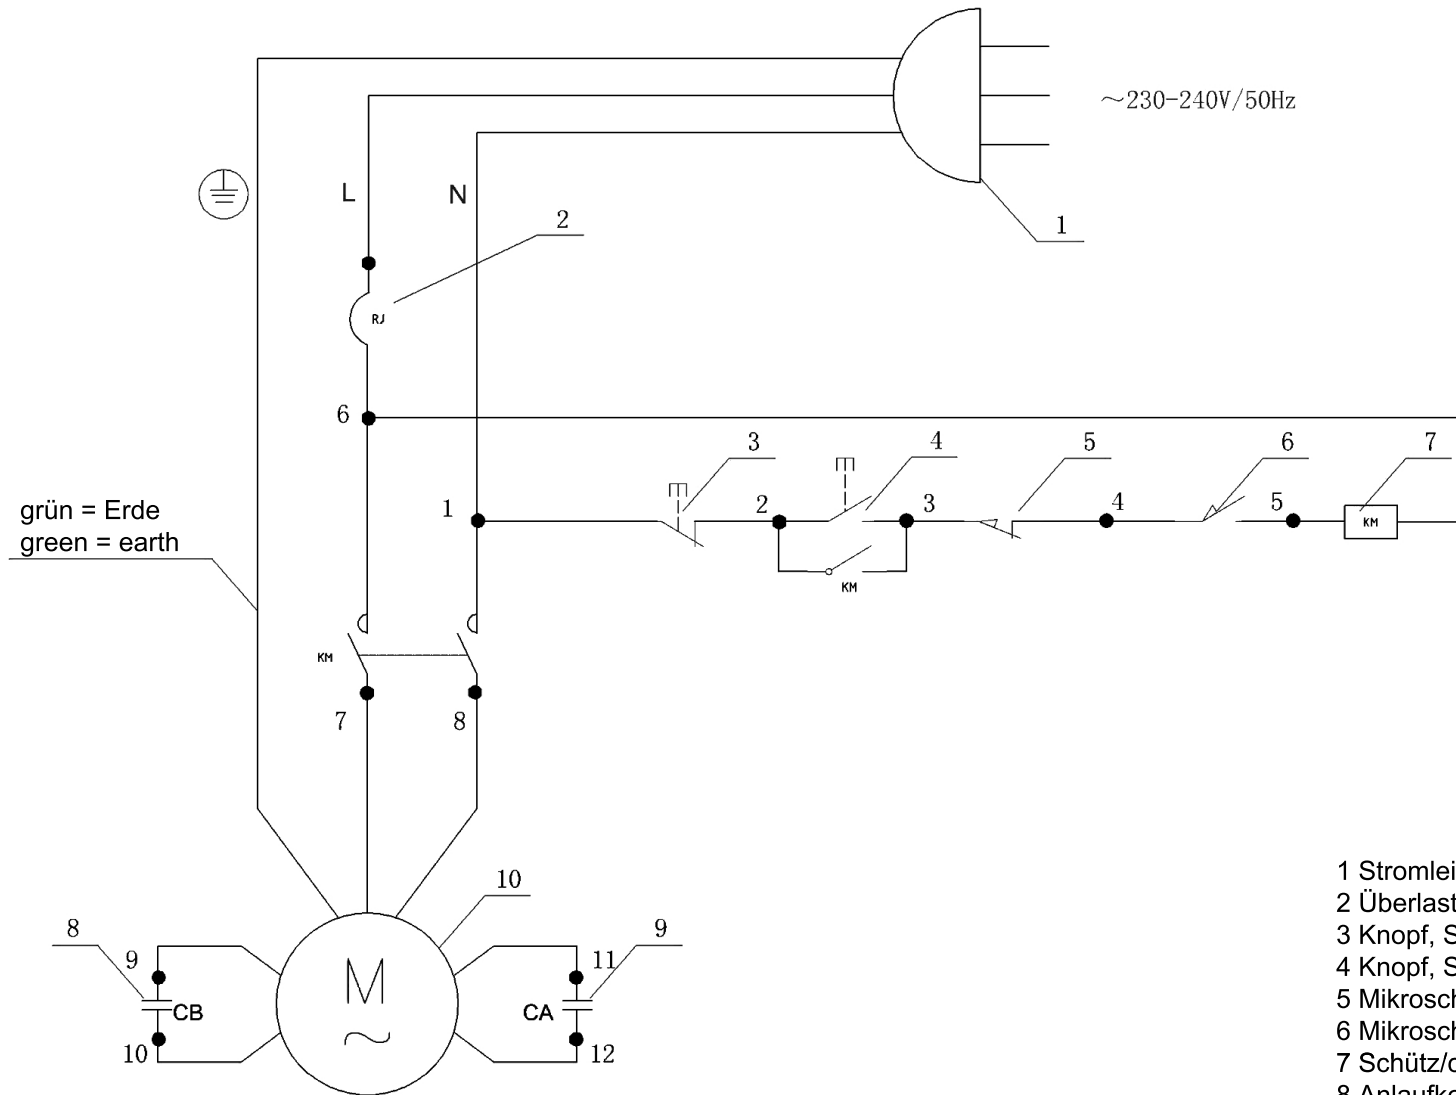 ~230-240V/50Hz
L
N
2
1
RJ
6
3
4
5
6
7
grün = Erde
green = earth
1
2
3
4
5
KM
KM
KM
7
8
10
8
9
9
11
M
CB
CA
~
10
12
1 Stromlei
2 Überlast
3 Knopf, S
4 Knopf, S
5 Mikrosch
6 Mikrosch
7 Schütz/c
8 Anlaufko